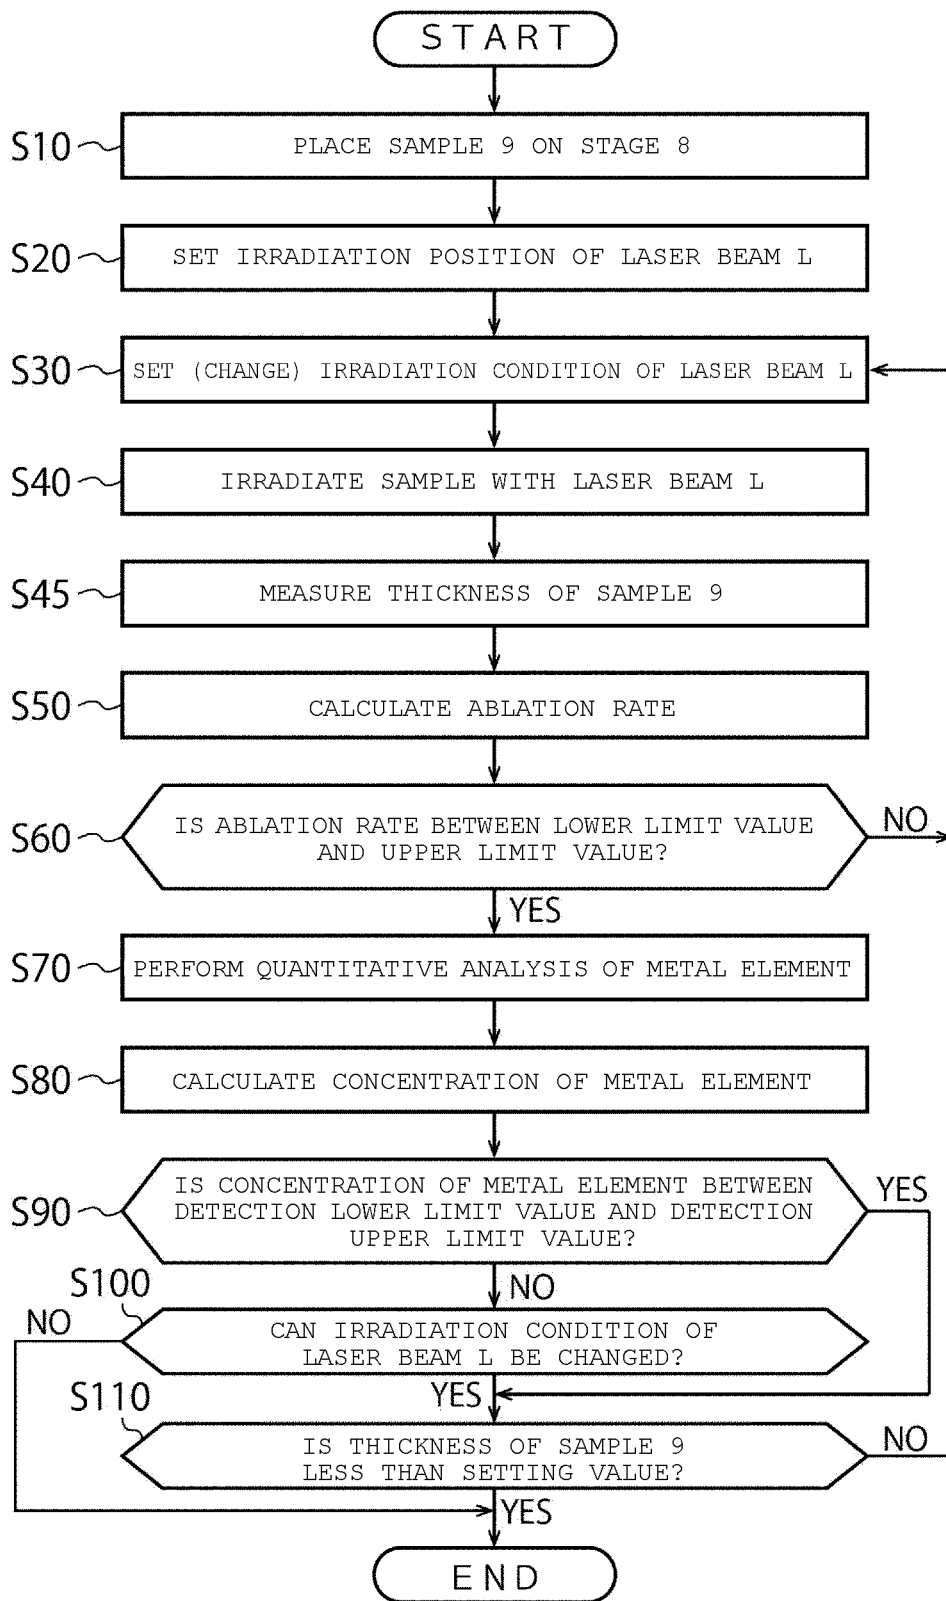 START
S10
PLACE SAMPLE 9 ON STAGE 8
S20
SET IRRADIATION POSITION OF LASER BEAM L
S30
SET (CHANGE) IRRADIATION CONDITION OF LASER BEAM L
S40
IRRADIATE SAMPLE WITH LASER BEAM L
S45
MEASURE THICKNESS OF SAMPLE 9
S50
CALCULATE ABLATION RATE
S60
IS ABLATION RATE BETWEEN LOWER LIMIT VALUE
AND UPPER LIMIT VALUE?
NO
YES
S70
PERFORM QUANTITATIVE ANALYSIS OF METAL ELEMENT
S80
CALCULATE CONCENTRATION OF METAL ELEMENT
S90
IS CONCENTRATION OF METAL ELEMENT BETWEEN
DETECTION LOWER LIMIT VALUE AND DETECTION
UPPER LIMIT VALUE?
YES
NO
S100
NO
CAN IRRADIATION CONDITION OF
LASER BEAM L BE CHANGED?
YES
S110
IS THICKNESS OF SAMPLE 9
LESS THAN SETTING VALUE?
NO
YES
END